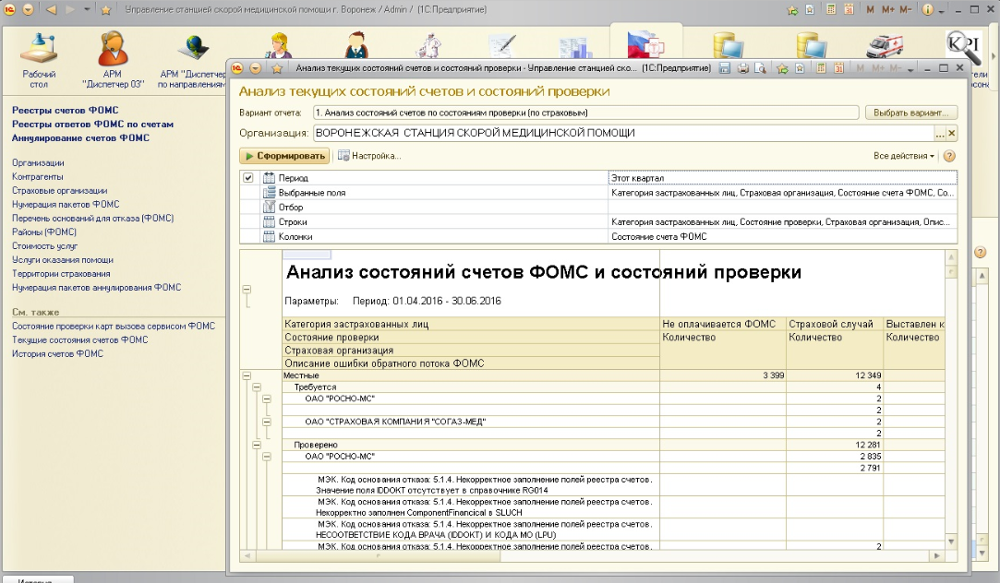 Управление станцией скорой медицинской помощи г. Воронеж / Admin / (1С:Предприятие)
M M+ M-
Рабочий стол
АРМ "Диспетчер 03"
АРМ "Диспетчер по направлениям
KPI
Реестры счетов ФОМС
Реестры ответов ФОМС по счетам
Аннулирование счетов ФОМС
Организации
Контрагенты
Страховые организации
Нумерация пакетов ФОМС
Перечень оснований для отказа (ФОМС)
Районы (ФОМС)
Стоимость услуг
Услуги оказания помощи
Территории страхования
Нумерация пакетов аннулирования ФОМС
См. также
Состояние проверки карт вызова сервисом ФОМС
Текущие состояния счетов ФОМС
История счетов ФОМС
Анализ текущих состояний счетов и состояний проверки - Управление станцией ско... (1С:Предприятие)
M M+ M-
Анализ текущих состояний счетов и состояний проверки
Вариант отчета: 1. Анализ состояний счетов по состояниям проверки (по страховым) Выбрать вариант...
Организация: ВОРОНЕЖСКАЯ СТАНЦИЯ СКОРОЙ МЕДИЦИНСКОЙ ПОМОЩИ ...
Сформировать Настройка... Все действия
Период Этот квартал
Выбранные поля Категория застрахованных лиц, Страховая организация, Состояние счета ФОМС, Со...
Отбор
Строки Категория застрахованных лиц, Состояние проверки, Страховая организация, Опис...
Колонки Состояние счета ФОМС
Анализ состояний счетов ФОМС и состояний проверки
Параметры: Период: 01.04.2016 - 30.06.2016
Категория застрахованных лиц Не оплачивается ФОМС Страховой случай Выставлен к
Состояние проверки Количество Количество Количество
Страховая организация
Описание ошибки обратного потока ФОМС
Местные 3 399 12 349
Требуется 4
ОАО "РОСНО-МС" 2
2
ОАО "СТРАХОВАЯ КОМПАНИЯ "СОГАЗ-МЕД" 2
2
Проверено 12 281
ОАО "РОСНО-МС" 2 835
2 791
МЭК. Код основания отказа: 5.1.4. Некорректное заполнение полей реестра счетов.
Значение поля IDDOKT отсутствует в справочнике RG014
МЭК. Код основания отказа: 5.1.4. Некорректное заполнение полей реестра счетов.
Некорректно заполнен ComponentFinancical в SLUCH
МЭК. Код основания отказа: 5.1.4. Некорректное заполнение полей реестра счетов.
НЕСООТВЕТСТВИЕ КОДА ВРАЧА (IDDOKT) И КОДА МО (LPU)
МЭК. Код основания отказа: 5.1.4. Некорректное заполнение полей реестра счетов. 2